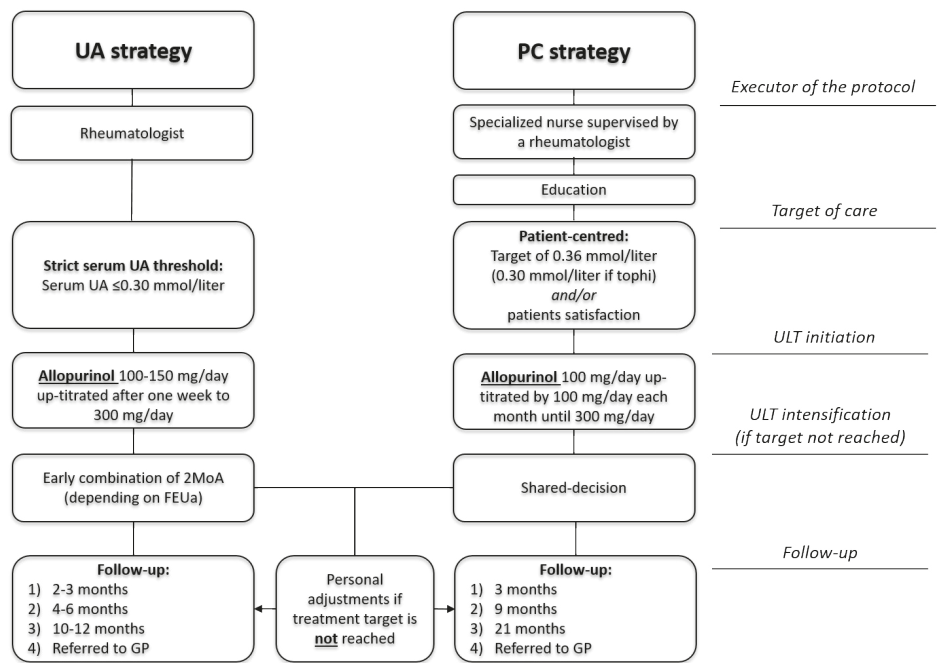 UA strategy
Rheumatologist
Strict serum UA threshold:
Serum UA ≤0.30 mmol/liter
Allopurinol 100-150 mg/day
up-titrated after one week to
300 mg/day
Early combination of 2MoA
(depending on FEUa)
Follow-up:
1) 2-3 months
2) 4-6 months
3) 10-12 months
4) Referred to GP
Personal
adjustments if
treatment target is
not reached
PC strategy
Specialized nurse supervised by
a rheumatologist
Education
Patient-centred:
Target of 0.36 mmol/liter
(0.30 mmol/liter if tophi)
and/or
patients satisfaction
Allopurinol 100 mg/day up-
titrated by 100 mg/day each
month until 300 mg/day
Shared-decision
Follow-up:
1) 3 months
2) 9 months
3) 21 months
4) Referred to GP
Executor of the protocol
Target of care
ULT initiation
ULT intensification
(if target not reached)
Follow-up